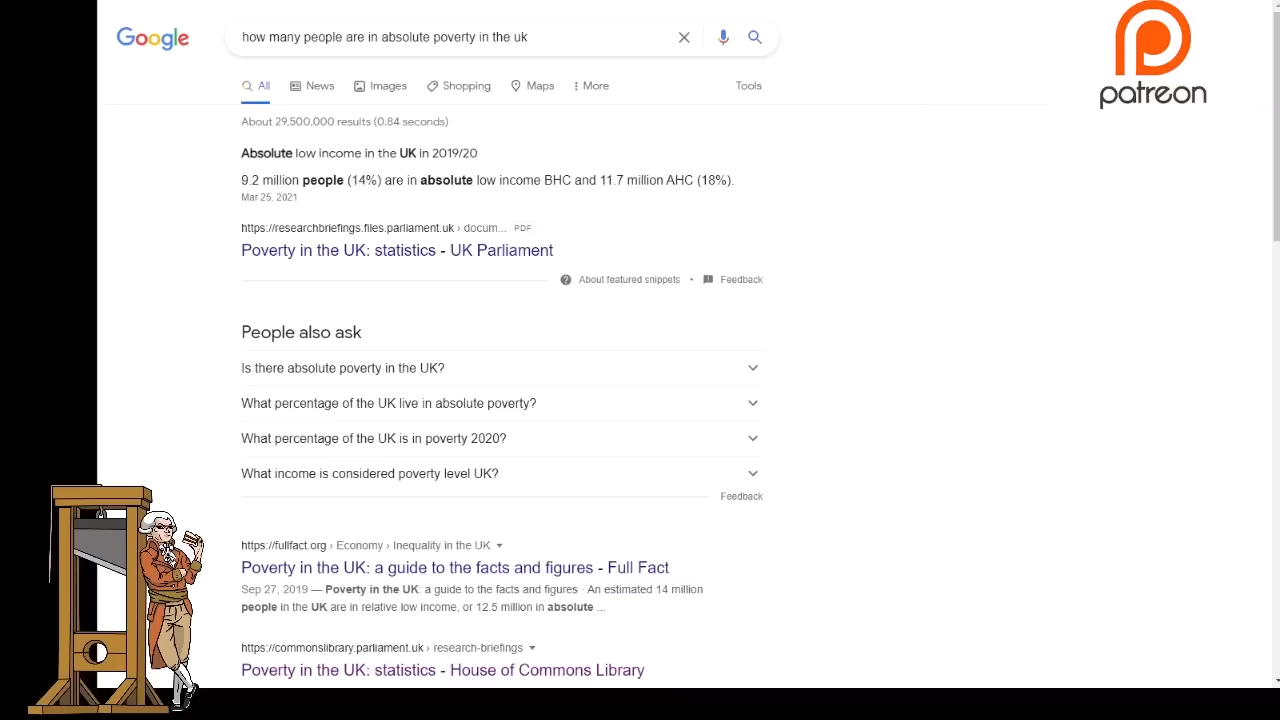 Google
how many people are in absolute poverty in the uk
patreon
All
News
Images
Shopping
Maps
More
Tools
About 29,500,000 results (0.84 seconds)
Absolute low income in the UK in 2019/20
9.2 million people (14%) are in absolute low income BHC and 11.7 million AHC (18%).
Mar 25, 2021
https://researchbriefings.files.parliament.uk › docum... PDF
Poverty in the UK: statistics - UK Parliament
About featured snippets • Feedback
People also ask
Is there absolute poverty in the UK?
What percentage of the UK live in absolute poverty?
What percentage of the UK is in poverty 2020?
What income is considered poverty level UK?
Feedback
https://fullfact.org › Economy › Inequality in the UK
Poverty in the UK: a guide to the facts and figures - Full Fact
Sep 27, 2019 — Poverty in the UK: a guide to the facts and figures · An estimated 14 million
people in the UK are in relative low income, or 12.5 million in absolute ...
https://commonslibrary.parliament.uk › research-briefings
Poverty in the UK: statistics - House of Commons Library